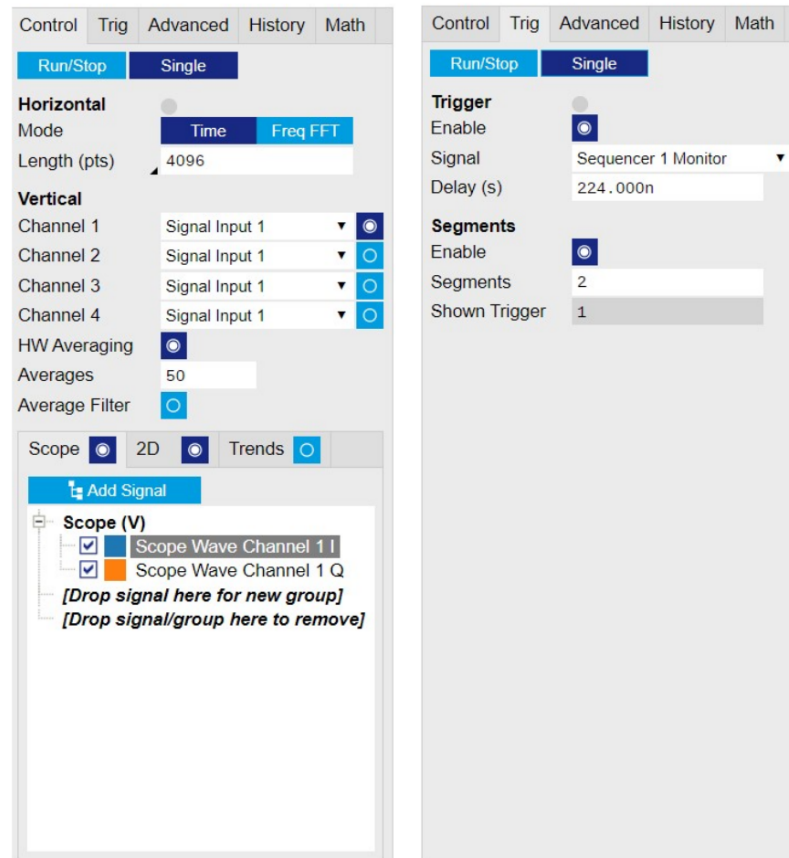 Control Trig Advanced History Math
Run/Stop Single
Horizontal
Mode Time Freq FFT
Length (pts) 4096
Vertical
Channel 1 Signal Input 1
Channel 2 Signal Input 1
Channel 3 Signal Input 1
Channel 4 Signal Input 1
HW Averaging
Averages 50
Average Filter
Scope 2D Trends
Add Signal
Scope (V)
Scope Wave Channel 1 I
Scope Wave Channel 1 Q
[Drop signal here for new group]
[Drop signal/group here to remove]
Control Trig Advanced History Math
Run/Stop Single
Trigger
Enable
Signal Sequencer 1 Monitor
Delay (s) 224.000n
Segments
Enable
Segments 2
Shown Trigger 1